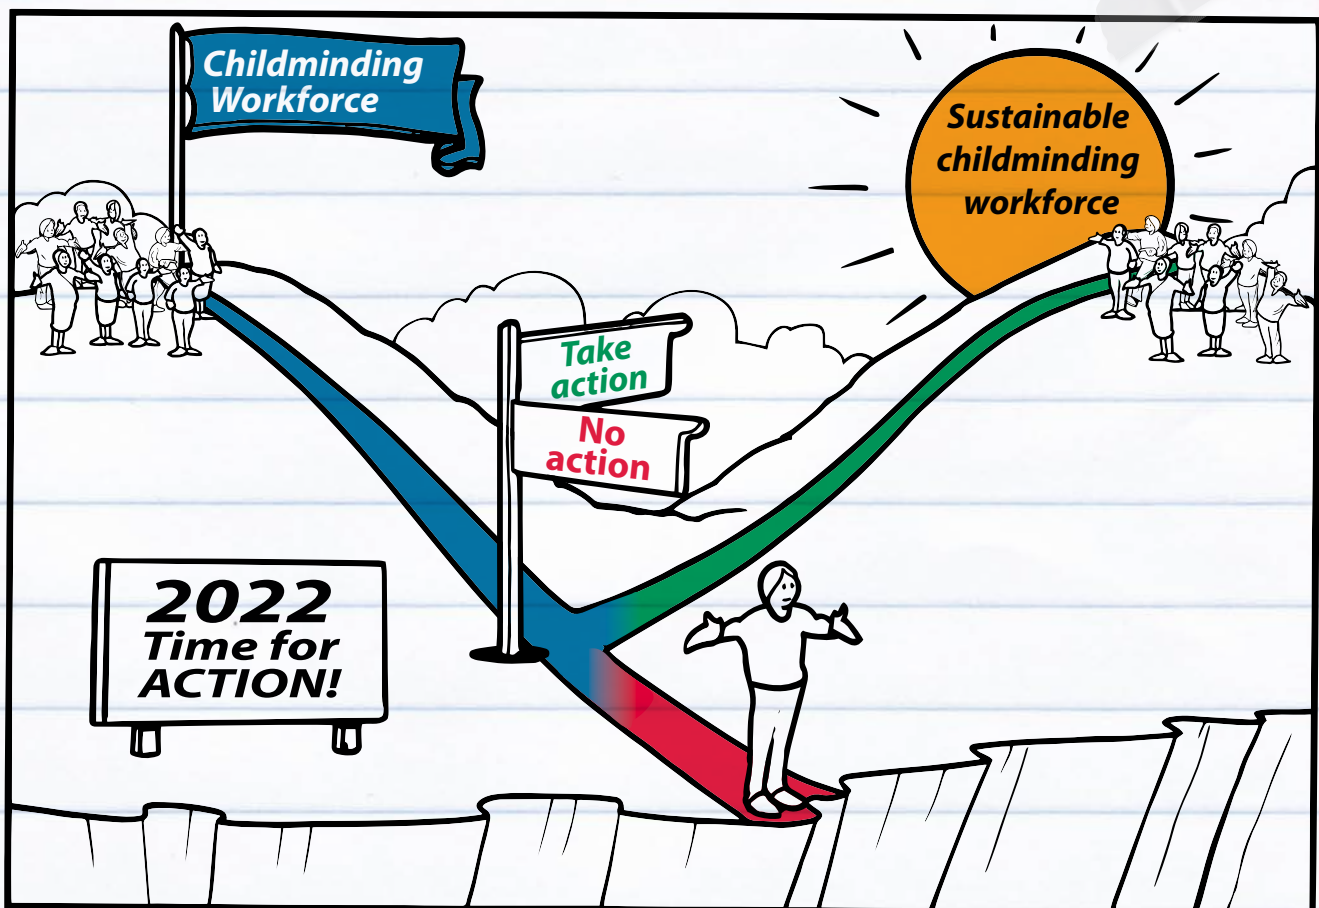 Childminding
Workforce
Sustainable
childminding
workforce
Take
action
No
action
2022
Time for
ACTION!